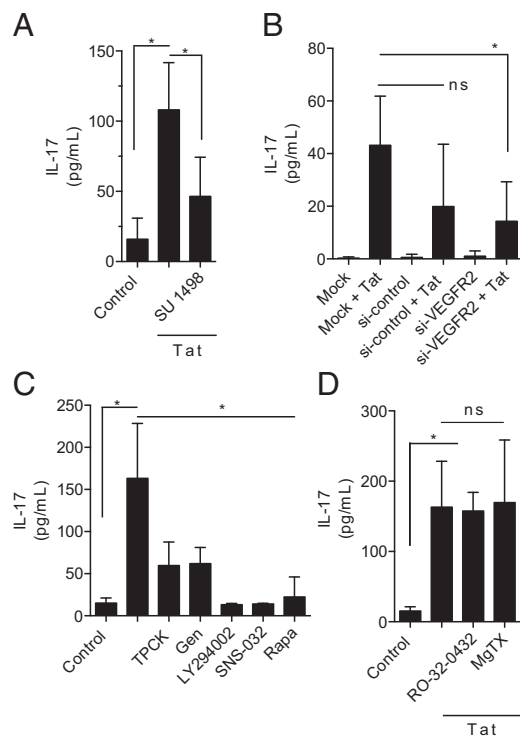 A
IL-17
(pg/mL)
150
100
50
0
*
*
Control
SU 1498
Tat
B
IL-17
(pg/mL)
80
60
40
20
0
*
ns
Mock
Mock + Tat
si-control
si-control + Tat
si-VEGFR2
si-VEGFR2 + Tat
C
IL-17
(pg/mL)
250
200
150
100
50
0
*
*
Control
TPCK
Gen
LY294002
SNS-032
Rapa
D
IL-17
(pg/mL)
300
200
100
0
ns
*
Control
RO-32-0432
MgTX
Tat